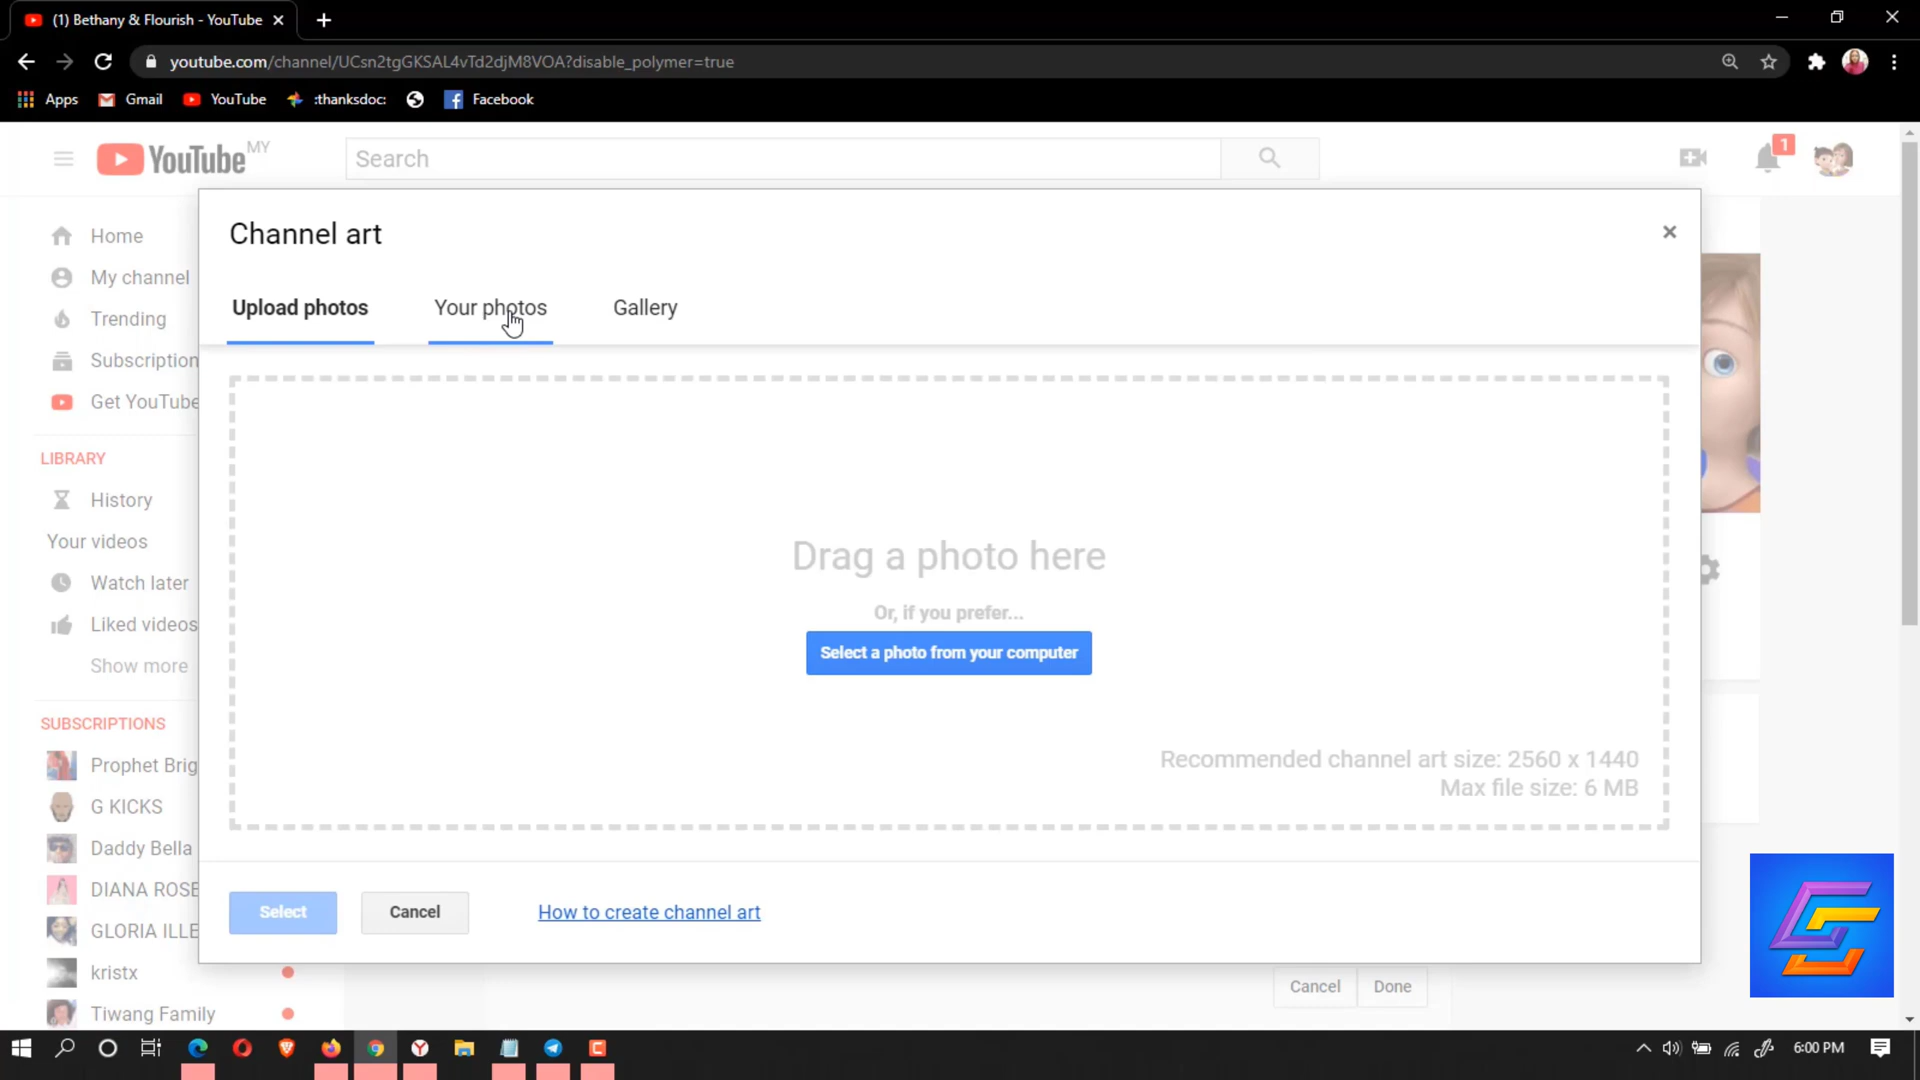 (1) Bethany & Flourish - YouTube
youtube.com/channel/UCsn2tgGKSAL4vTd2djM8VOA?disable_polymer=true
Apps
Gmail
YouTube
:thanksdoc:
Facebook
YouTube MY
Search
1
Channel art
Upload photos
Your photos
Gallery
Home
My channel
Trending
Subscription
Get YouTube
LIBRARY
History
Your videos
Watch later
Liked videos
Show more
SUBSCRIPTIONS
Prophet Brig
G KICKS
Daddy Bella
DIANA ROSE
GLORIA ILLE
kristx
Tiwang Family
Drag a photo here
Or, if you prefer...
Select a photo from your computer
Recommended channel art size: 2560 x 1440
Max file size: 6 MB
Select
Cancel
How to create channel art
Cancel
Done
6:00 PM